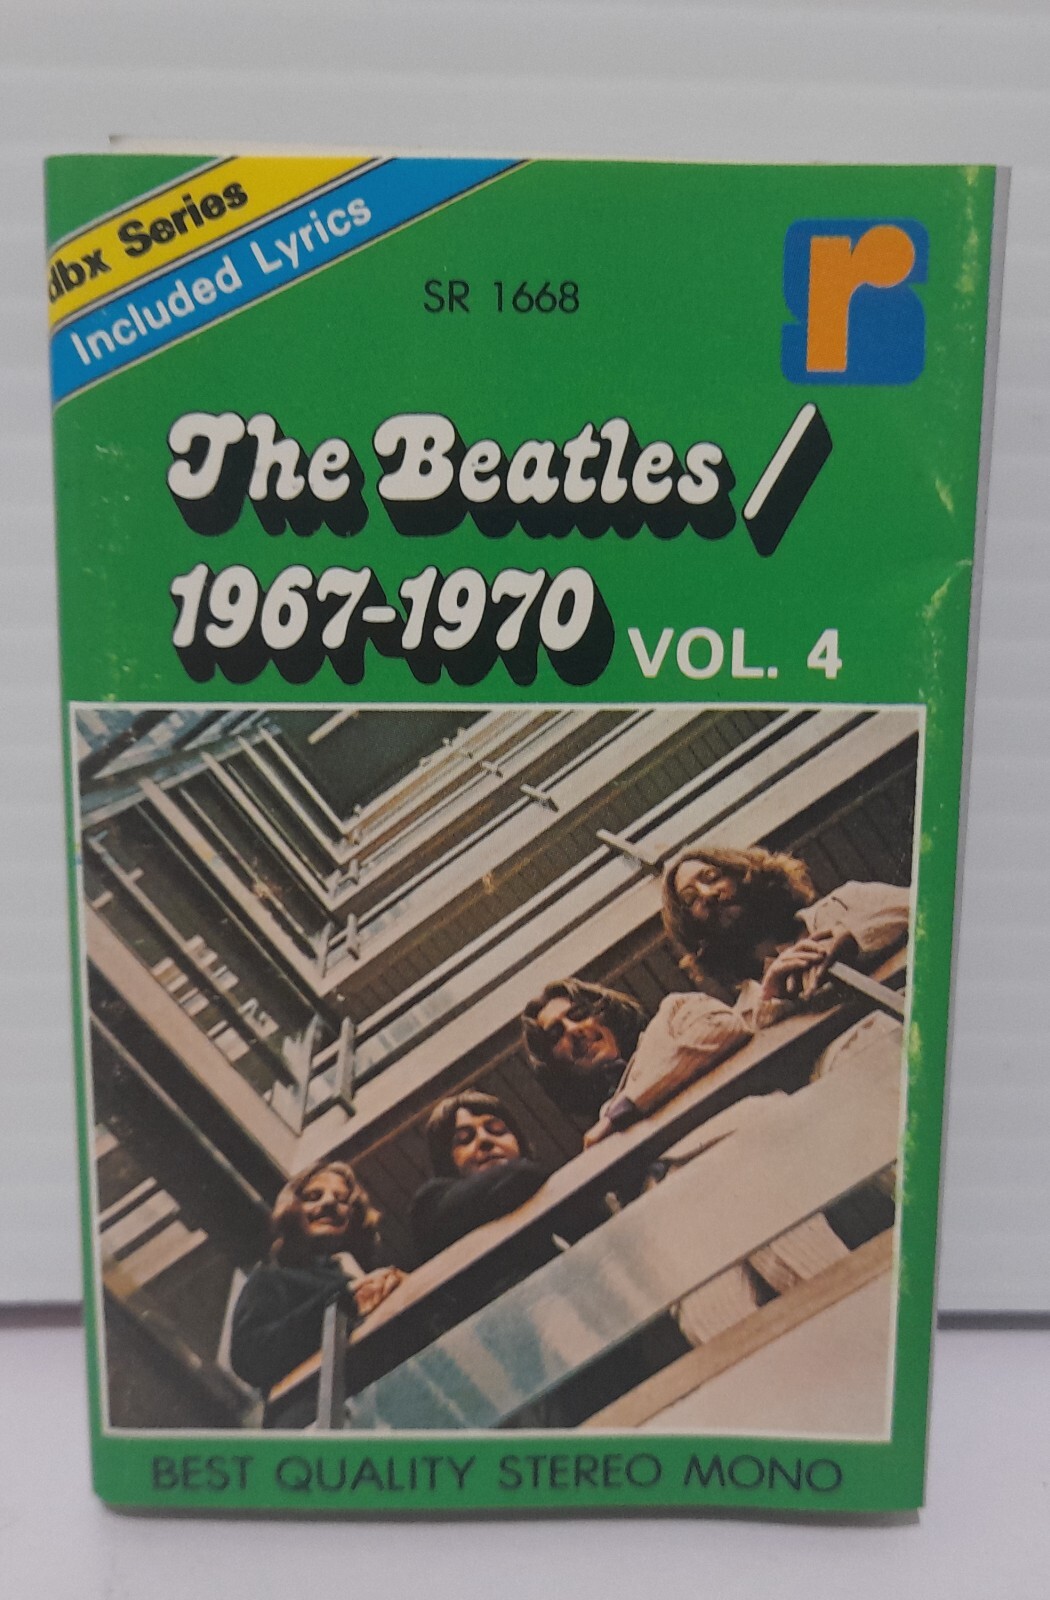 dbx Series
Included Lyrics
SR 1668
r
The Beatles /
1967-1970 VOL. 4
BEST QUALITY STEREO MONO